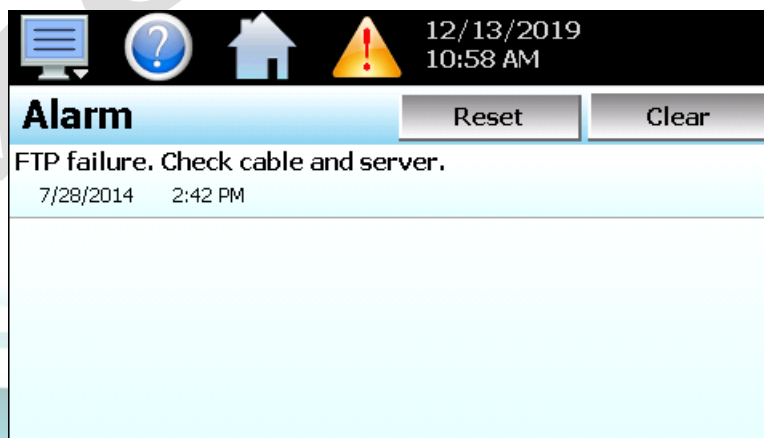 12/13/2019
10:58 AM
Alarm Reset Clear
FTP failure. Check cable and server.
7/28/2014 2:42 PM